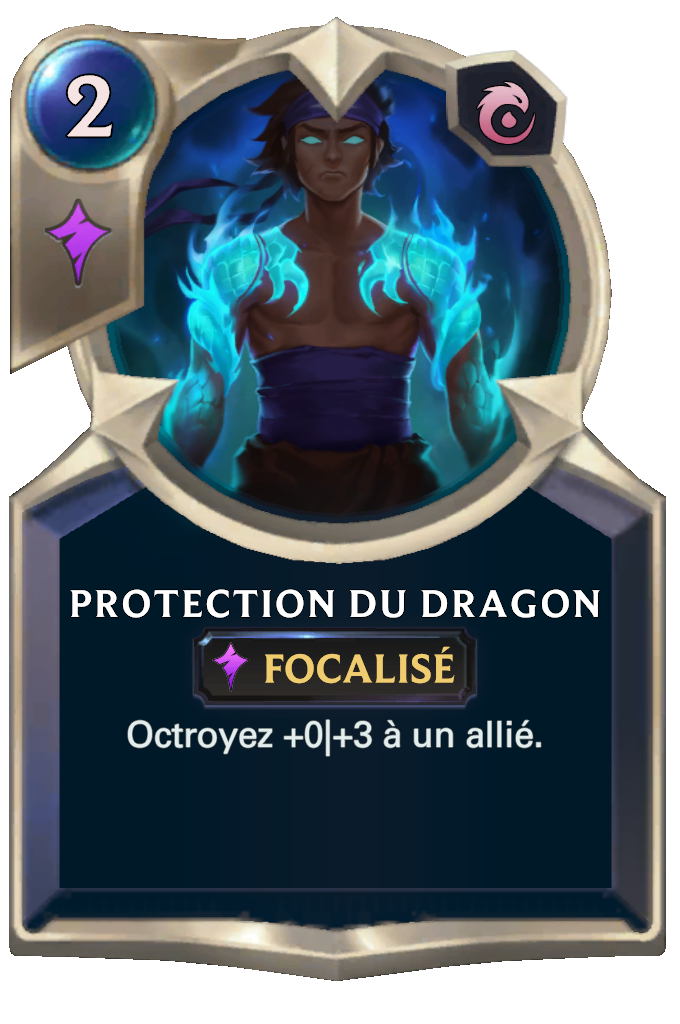 2
PROTECTION DU DRAGON
FOCALISÉ
Octroyez +0|+3 à un allié.